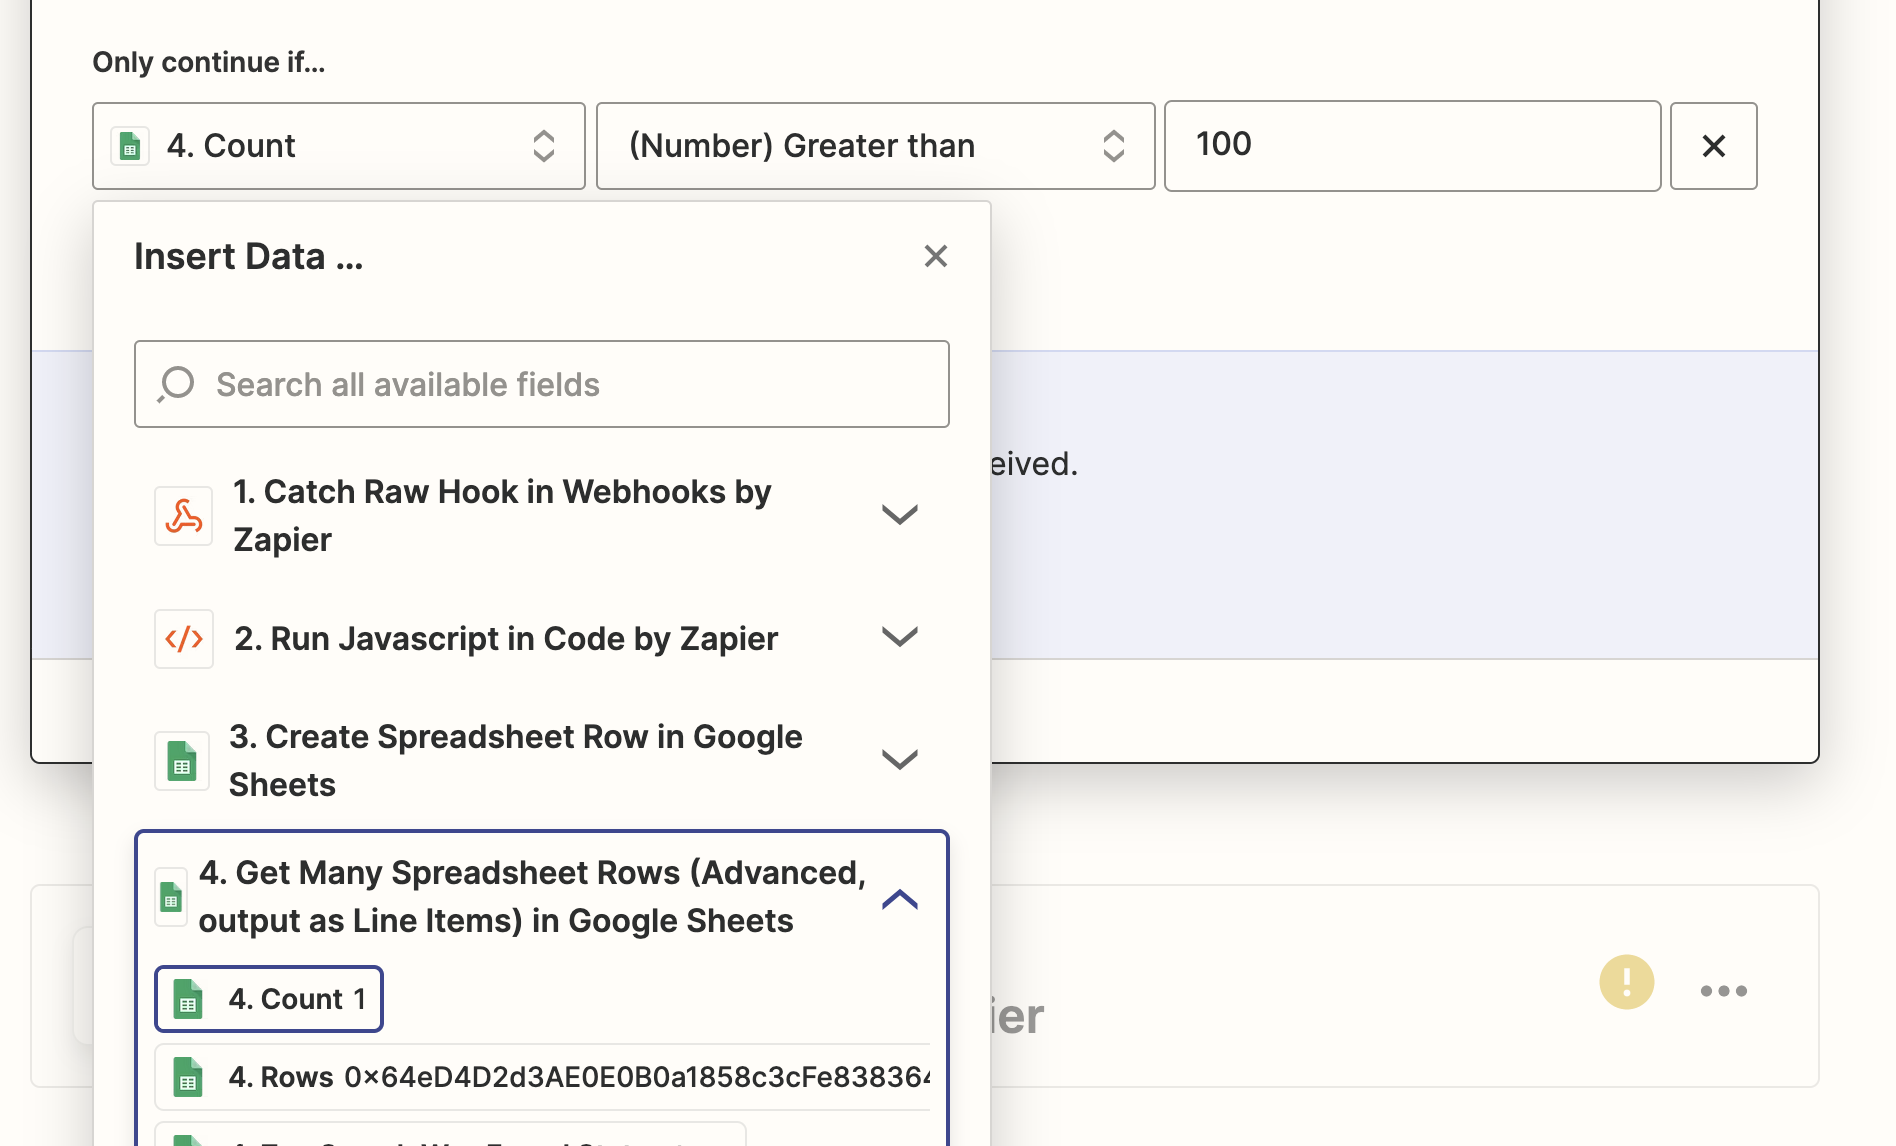 Only continue if...
4. Count
(Number) Greater than
100
Insert Data ...
Search all available fields
eived.
1. Catch Raw Hook in Webhooks by
Zapier
2. Run Javascript in Code by Zapier
3. Create Spreadsheet Row in Google
Sheets
4. Get Many Spreadsheet Rows (Advanced,
output as Line Items) in Google Sheets
4. Count 1
ier
4. Rows 0x64eD4D2d3AE0E0B0a1858c3cFe838364